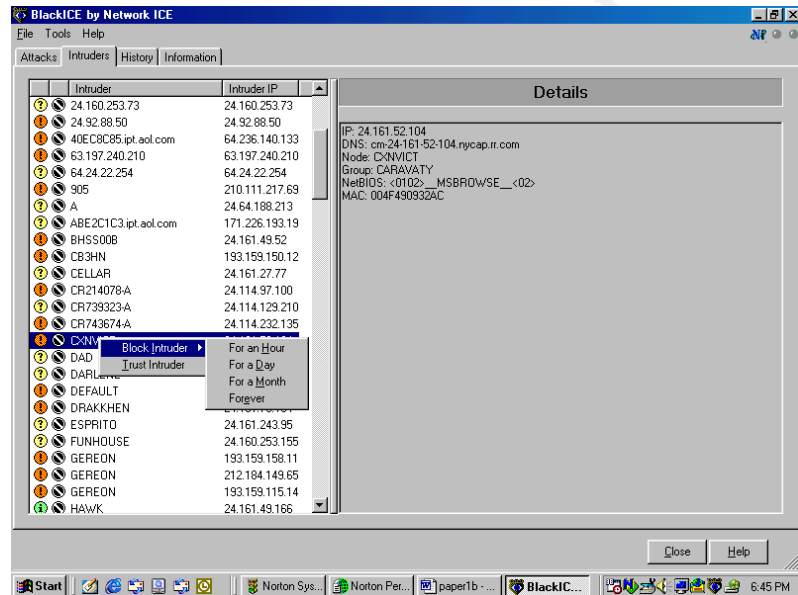 BlackICE by Network ICE
File Tools Help
Attacks Intruders History Information
Intruder Intruder IP
24.160.253.73 24.160.253.73
24.92.88.50 24.92.88.50
40EC8C85.ipt.aol.com 64.236.140.133
63.197.240.210 63.197.240.210
64.24.22.254 64.24.22.254
905 210.111.217.69
A 24.64.188.213
ABE2C1C3.ipt.aol.com 171.226.193.19
BHSS00B 24.161.49.52
CB3HN 193.159.150.12
CELLAR 24.161.27.77
CR214078-A 24.114.97.100
CR739323-A 24.114.129.210
CR743674-A 24.114.232.135
DAD
DEFAULT
DRAKKHEN
ESPRITO 24.161.243.95
FUNHOUSE 24.160.253.155
GEREON 193.159.158.11
GEREON 212.184.149.65
GEREON 193.159.115.14
HAWK 24.161.49.166
Block Intruder
Trust Intruder
For an Hour
For a Day
For a Month
Forever
Details
IP: 24.161.52.104
DNS: cm-24-161-52-104.nycap.rr.com
Node: CXNVICT
Group: CARAVATY
NetBIOS: <0102>__MSBROWSE__<02>
MAC: 004F490932AC
Close Help
Start Norton Sys... Norton Per... paper1b - ... BlackIC... 6:45 PM